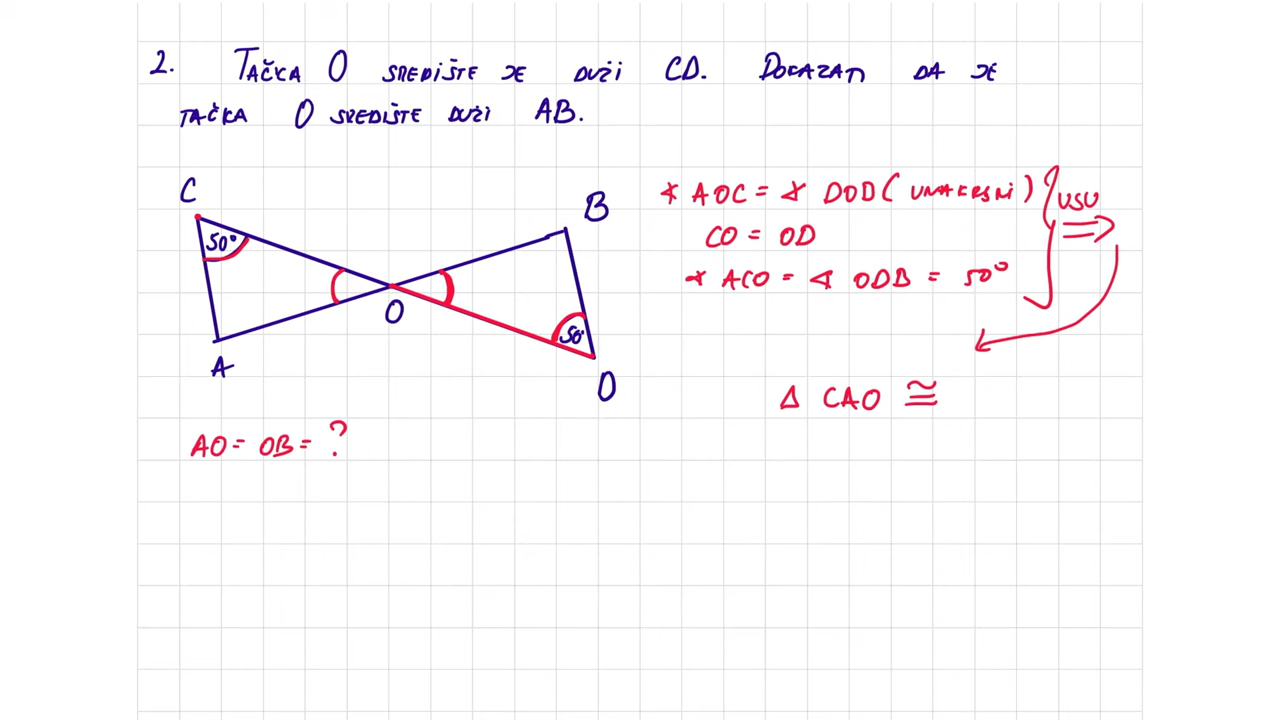 2. TAČKA O SREDIŠTE JE DUŽI CD. DOKAZATI DA JE
TAČKA O SREDIŠTE DUŽI AB.
C
B
50°
O
50°
A
D
∢ AOC = ∢ DOD (UNAKRSNI)
CO = OD
∢ ACO = ∢ ODB = 50°
USU ⇒
Δ CAO ≅
AO = OB = ?